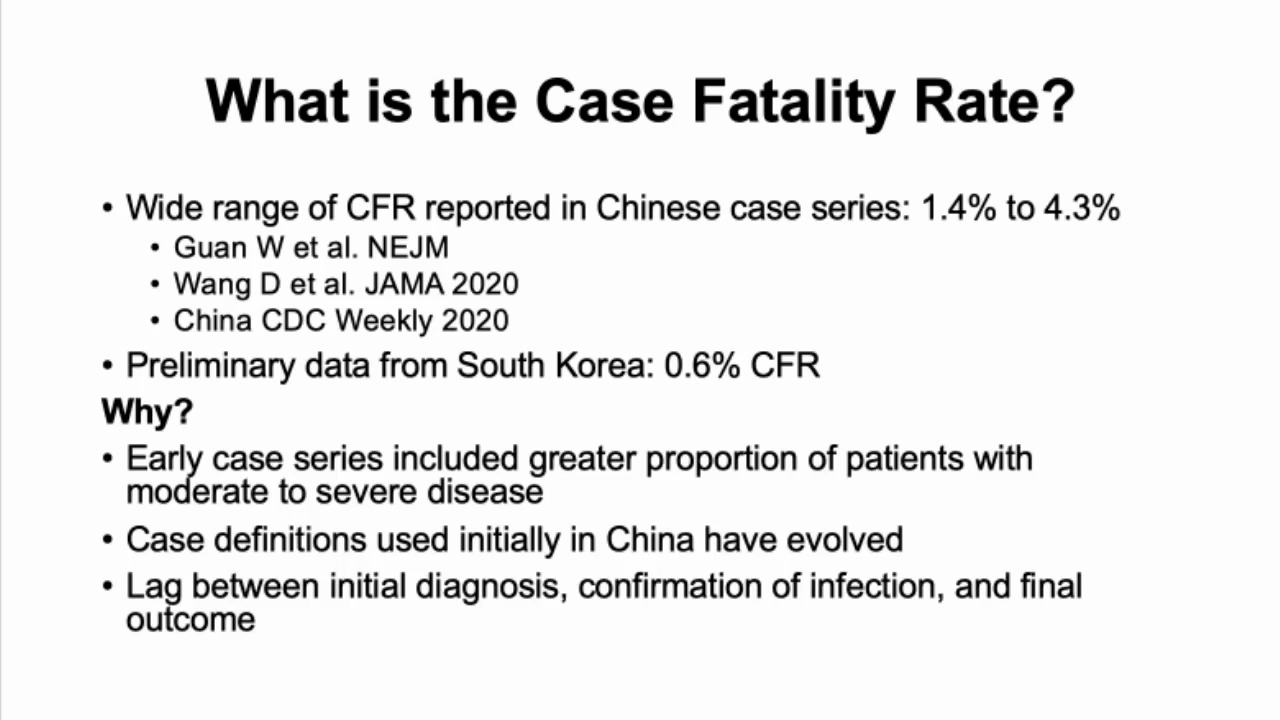 What is the Case Fatality Rate?
• Wide range of CFR reported in Chinese case series: 1.4% to 4.3%
• Guan W et al. NEJM
• Wang D et al. JAMA 2020
• China CDC Weekly 2020
• Preliminary data from South Korea: 0.6% CFR
Why?
• Early case series included greater proportion of patients with
moderate to severe disease
• Case definitions used initially in China have evolved
• Lag between initial diagnosis, confirmation of infection, and final
outcome